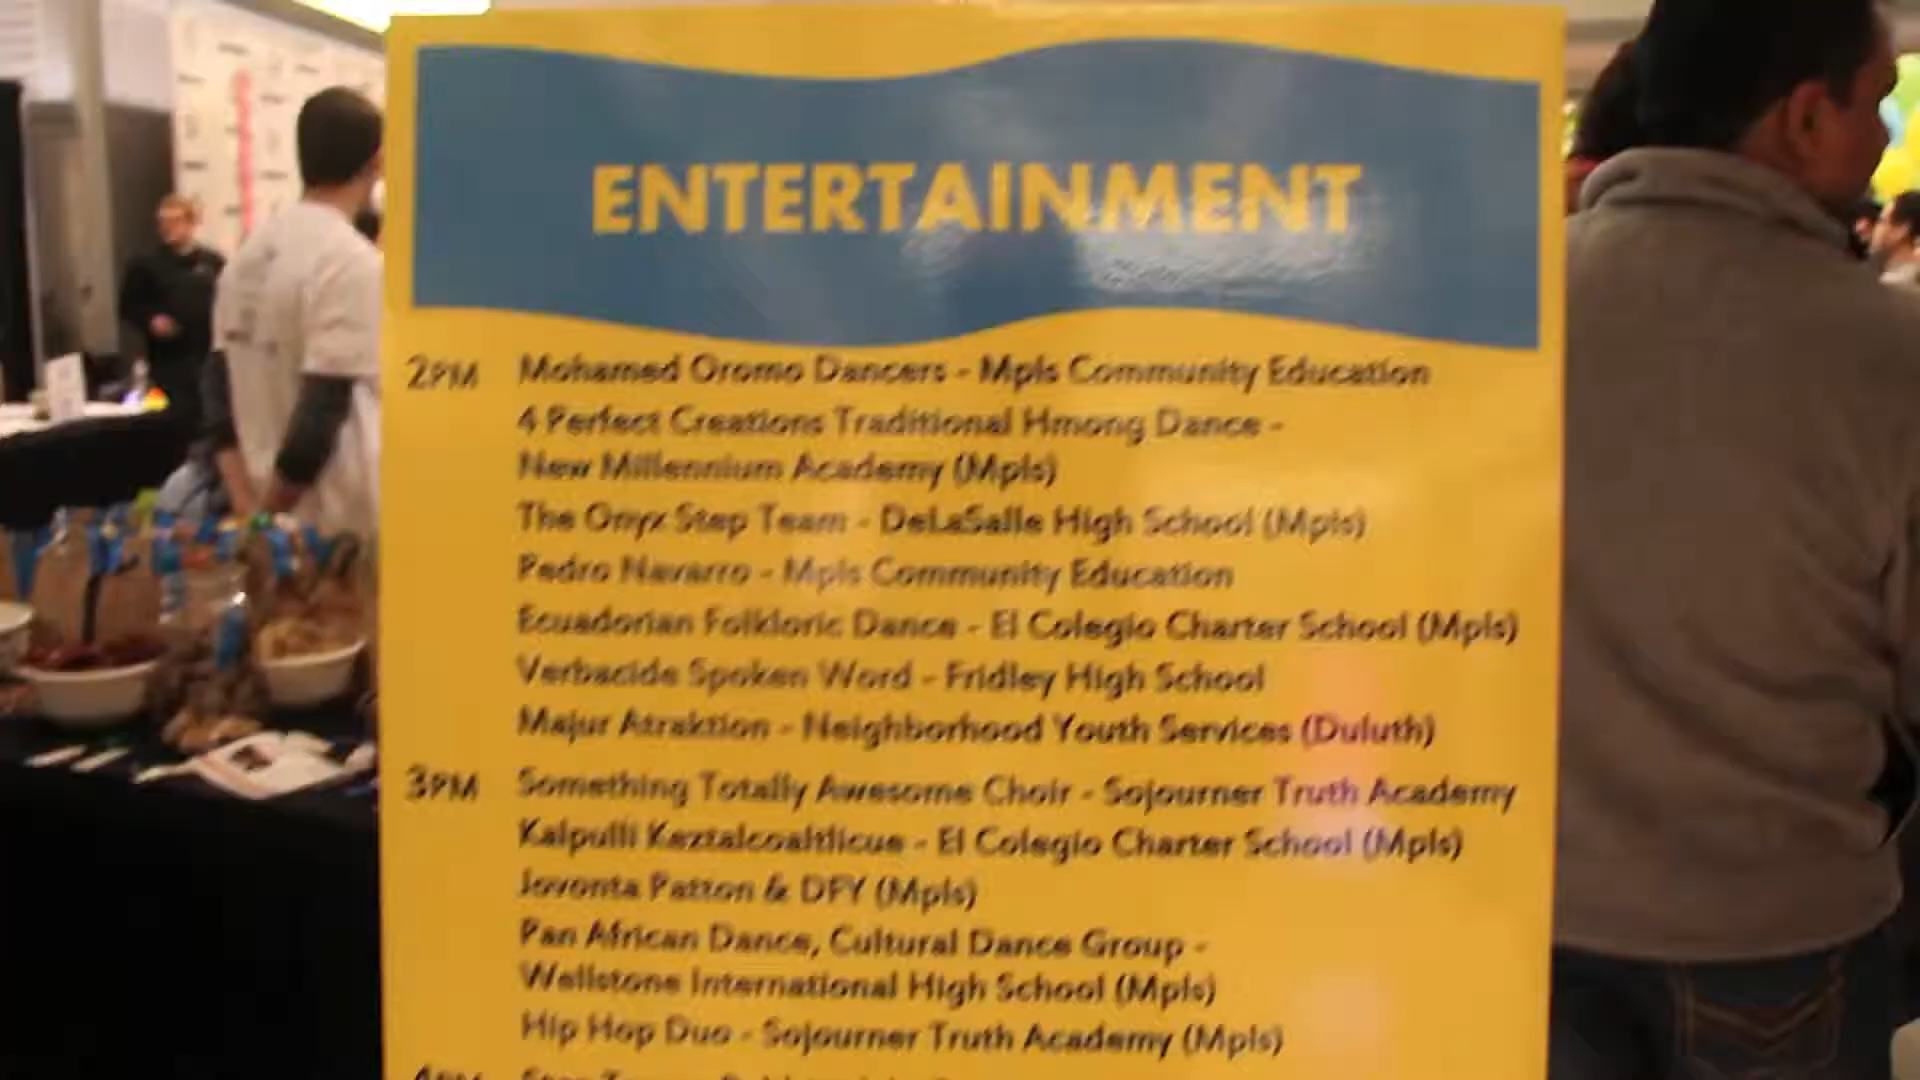 ENTERTAINMENT
2PM Mohamed Oromo Dancers - Mpls Community Education
4 Perfect Creations Traditional Hmong Dance -
New Millennium Academy (Mpls)
The Onyx Step Team - DeLaSalle High School (Mpls)
Pedro Navarro - Mpls Community Education
Ecuadorian Folkloric Dance - El Colegio Charter School (Mpls)
Verbacide Spoken Word - Fridley High School
Majur Atraktion - Neighborhood Youth Services (Duluth)
3PM Something Totally Awesome Choir - Sojourner Truth Academy
Kalpulli Keztalcoaltlicue - El Colegio Charter School (Mpls)
Jovonta Patton & DFY (Mpls)
Pan African Dance, Cultural Dance Group -
Wellstone International High School (Mpls)
Hip Hop Duo - Sojourner Truth Academy (Mpls)
4PM